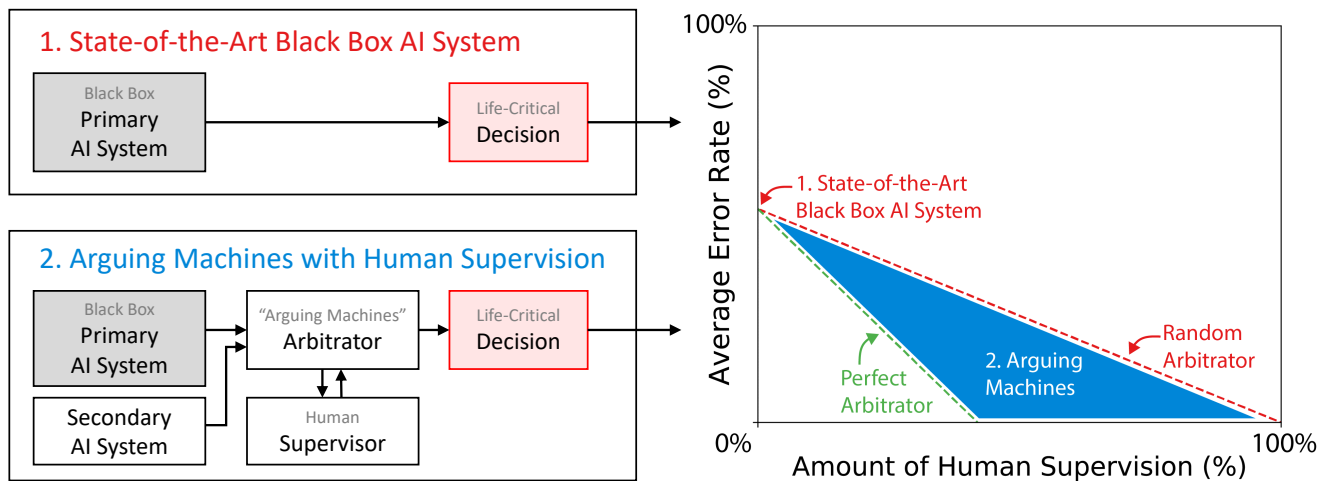 1. State-of-the-Art Black Box AI System
Black Box
Primary
AI System
Life-Critical
Decision
2. Arguing Machines with Human Supervision
Black Box
Primary
AI System
Secondary
AI System
“Arguing Machines”
Arbitrator
Human
Supervisor
Life-Critical
Decision
100%
Average Error Rate (%)
1. State-of-the-Art
Black Box AI System
Random
Arbitrator
2. Arguing
Machines
Perfect
Arbitrator
0%
100%
Amount of Human Supervision (%)